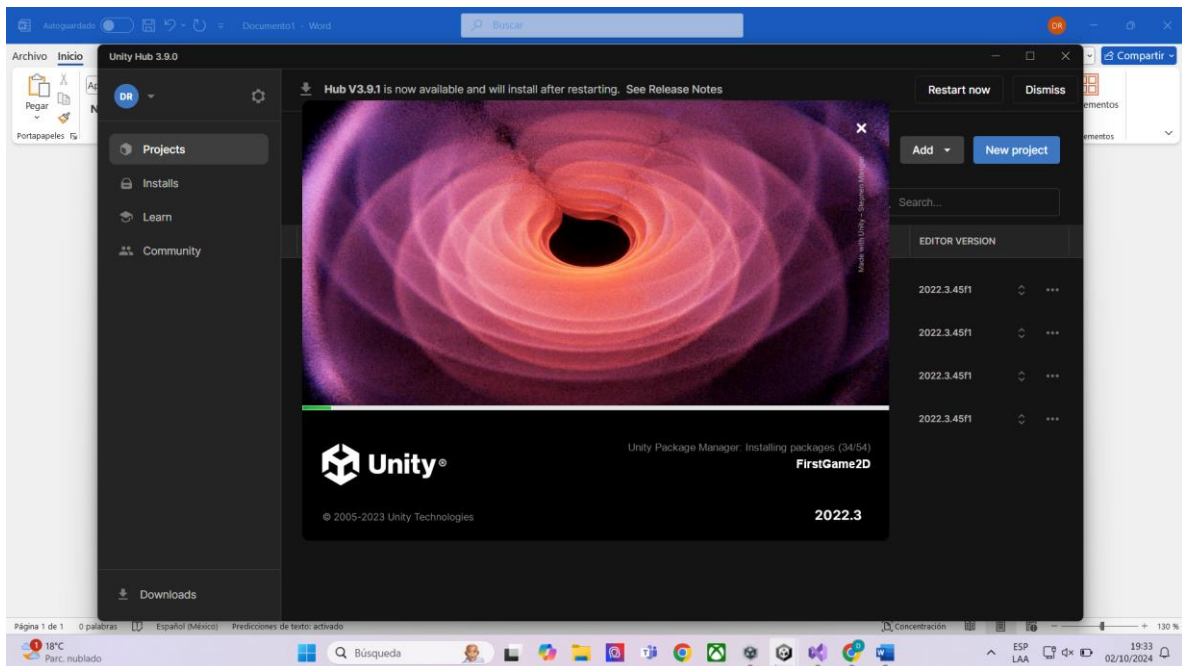 Autoguardado
Documento1 - Word
Buscar
DR
Archivo
Inicio
Compartir
Pegar
Portapapeles
Unity Hub 3.9.0
DR
Projects
Installs
Learn
Community
Downloads
Hub V3.9.1 is now available and will install after restarting. See Release Notes
Restart now
Dismiss
Add
New project
Search...
EDITOR VERSION
2022.3.45f1
2022.3.45f1
2022.3.45f1
2022.3.45f1
Made with Unity – Stephen
Unity®
Unity Package Manager: Installing packages (34/54)
FirstGame2D
© 2005-2023 Unity Technologies
2022.3
ementos
ementos
Página 1 de 1
0 palabras
Español (México)
Predicciones de texto: activado
Concentración
130 %
1
18°C
Parc. nublado
Búsqueda
ESP
LAA
19:33
02/10/2024